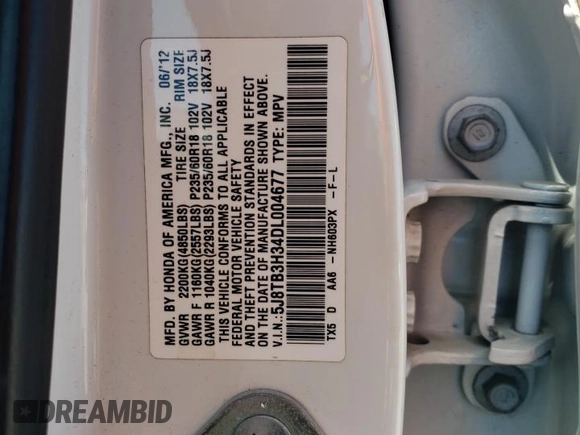 MFD. BY HONDA OF AMERICA MFG., INC. 06/'12
GVWR 2200KG(4850LBS) TIRE SIZE RIM SIZE
GAWR F 1160KG(2557LBS) P235/60R18 102V 18X7.5J
GAWR R 1040KG(2293LBS) P235/60R18 102V 18X7.5J
THIS VEHICLE CONFORMS TO ALL APPLICABLE
FEDERAL MOTOR VEHICLE SAFETY
AND THEFT PREVENTION STANDARDS IN EFFECT
ON THE DATE OF MANUFACTURE SHOWN ABOVE.
V.I.N.: 5J8TB3H34DL004677 TYPE: MPV
TX5 D AA6 - NH603PX - F-L
DREAMBID